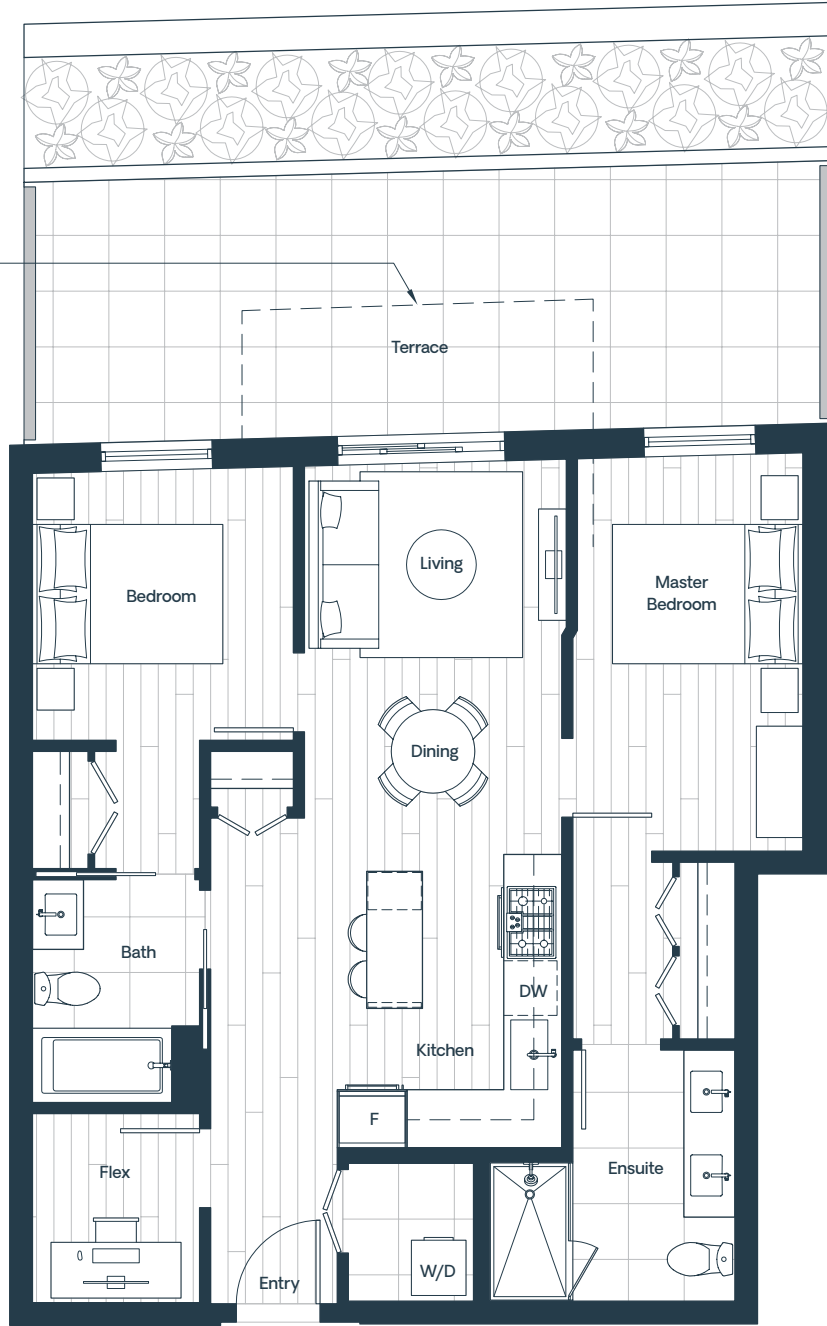 Terrace
Living
Bedroom
Master
Bedroom
Dining
Bath
DW
Kitchen
F
Flex
Ensuite
W/D
Entry